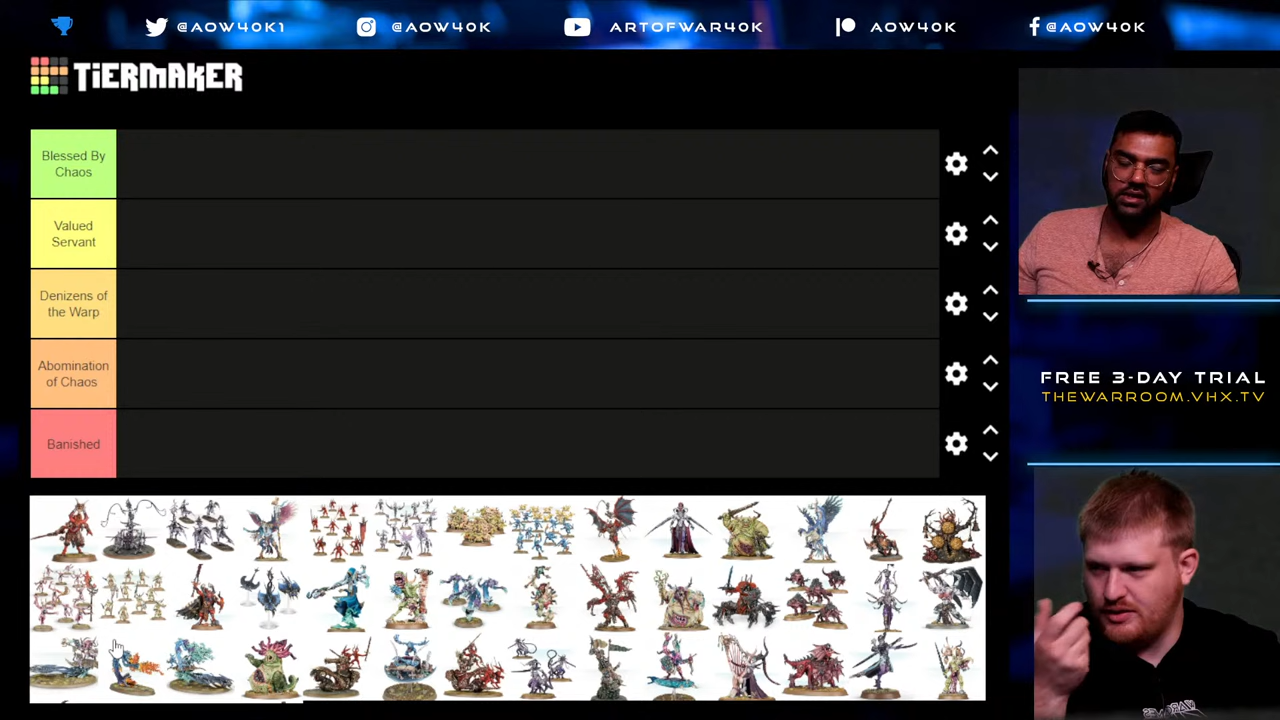 @AOW40K1
@AOW40K
ARTOFWAR40K
AOW40K
@AOW40K
TIERMAKER
Blessed By
Chaos
Valued
Servant
Denizens of
the Warp
Abomination
of Chaos
Banished
FREE 3-DAY TRIAL
THEWARROOM.VHX.TV